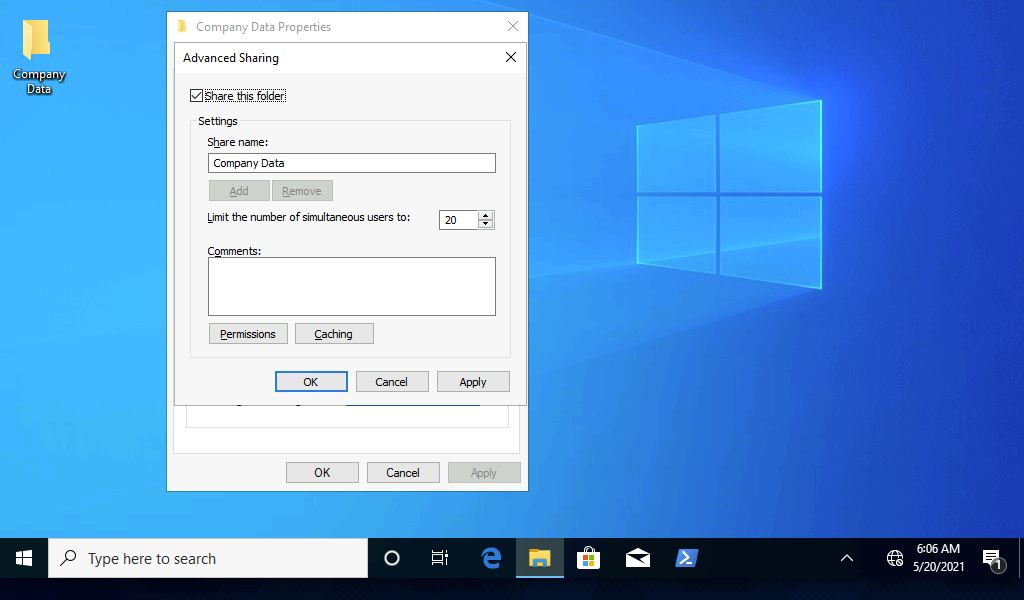 Company Data Properties
Advanced Sharing
Company
Data
Share this folder
Settings
Share name:
Company Data
Add Remove
Limit the number of simultaneous users to: 20
Comments:
Permissions Caching
OK Cancel Apply
OK Cancel Apply
Type here to search
6:06 AM
5/20/2021
1